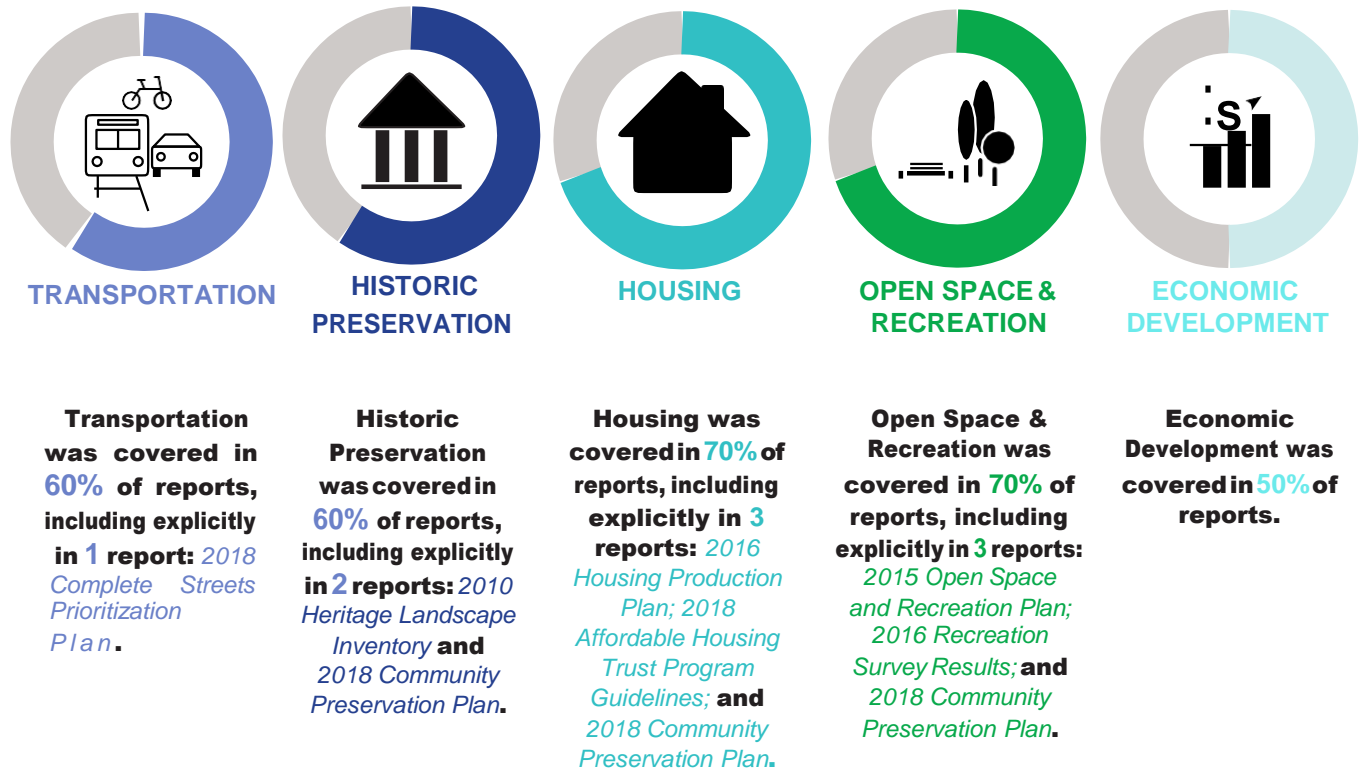 S
TRANSPORTATION
HISTORIC
PRESERVATION
HOUSING
OPEN SPACE &
RECREATION
ECONOMIC
DEVELOPMENT
Transportation
was covered in
60% of reports,
including explicitly
in 1 report: 2018
Complete Streets
Prioritization
Plan.
Historic
Preservation
was covered in
60% of reports,
including explicitly
in 2 reports: 2010
Heritage Landscape
Inventory and
2018 Community
Preservation Plan.
Housing was
covered in 70% of
reports, including
explicitly in 3
reports: 2016
Housing Production
Plan; 2018
Affordable Housing
Trust Program
Guidelines; and
2018 Community
Preservation Plan.
Open Space &
Recreation was
covered in 70% of
reports, including
explicitly in 3 reports:
2015 Open Space
and Recreation Plan;
2016 Recreation
Survey Results; and
2018 Community
Preservation Plan.
Economic
Development was
covered in 50% of
reports.